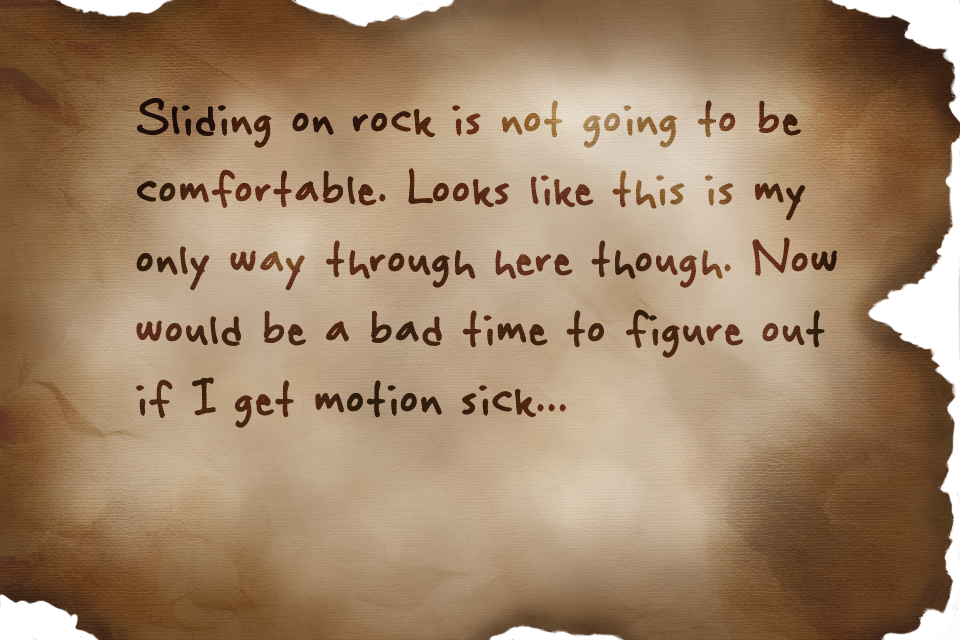 Sliding on rock is not going to be
comfortable. Looks like this is my
only way through here though. Now
would be a bad time to figure out
if I get motion sick...